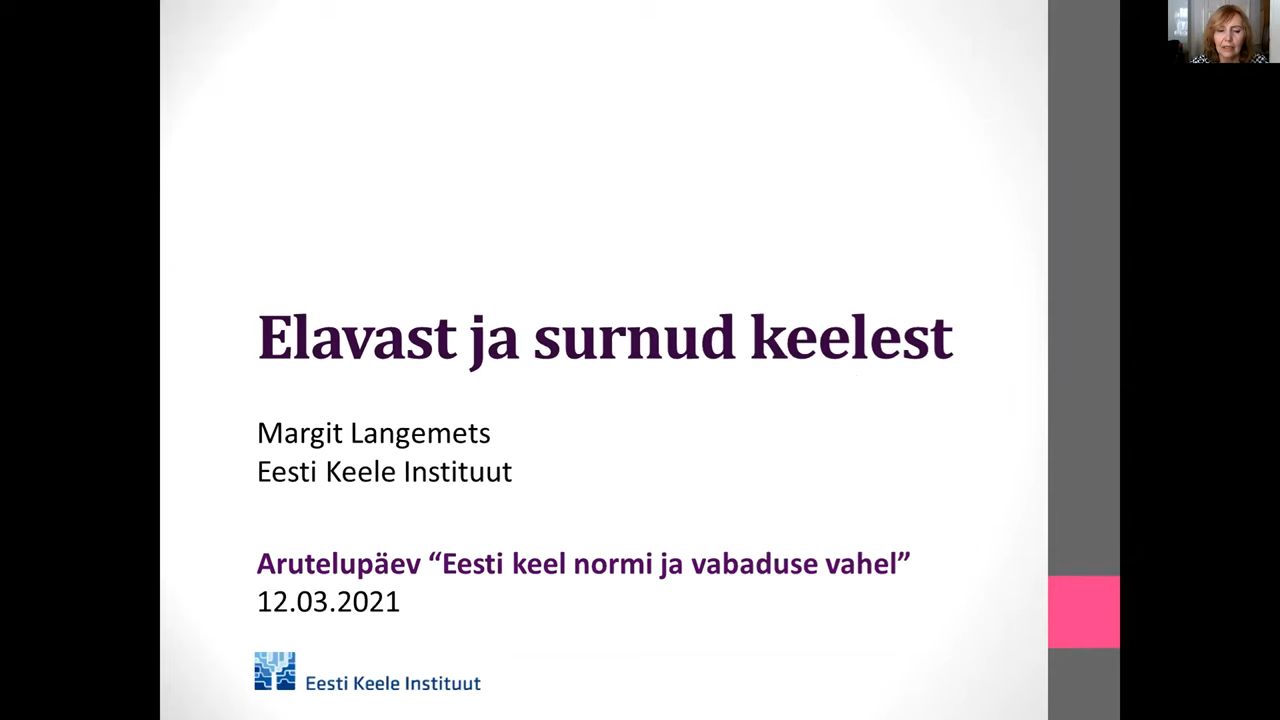 Elavast ja surnud keelest
Margit Langemets
Eesti Keele Instituut
Arutelupäev “Eesti keel normi ja vabaduse vahel”
12.03.2021
Eesti Keele Instituut